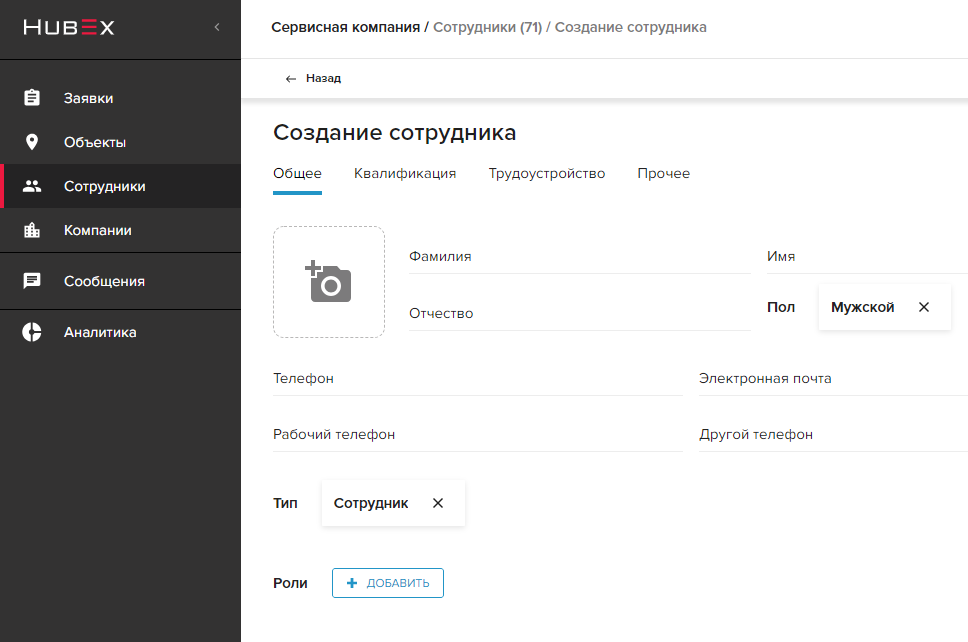 HUBEX
Сервисная компания / Сотрудники (71) / Создание сотрудника
Назад
Заявки
Объекты
Сотрудники
Компании
Сообщения
Аналитика
Создание сотрудника
Общее Квалификация Трудоустройство Прочее
Фамилия Имя
Отчество Пол Мужской
Телефон Электронная почта
Рабочий телефон Другой телефон
Тип Сотрудник
Роли ДОБАВИТЬ